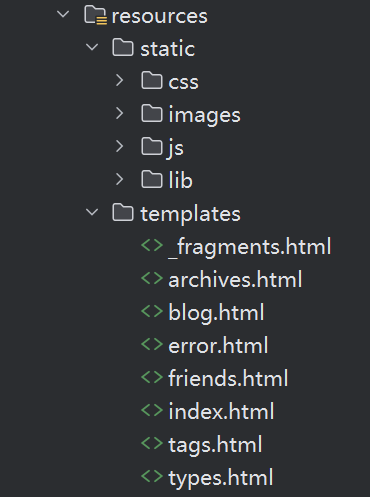 resources
static
css
images
js
lib
templates
_fragments.html
archives.html
blog.html
error.html
friends.html
index.html
tags.html
types.html